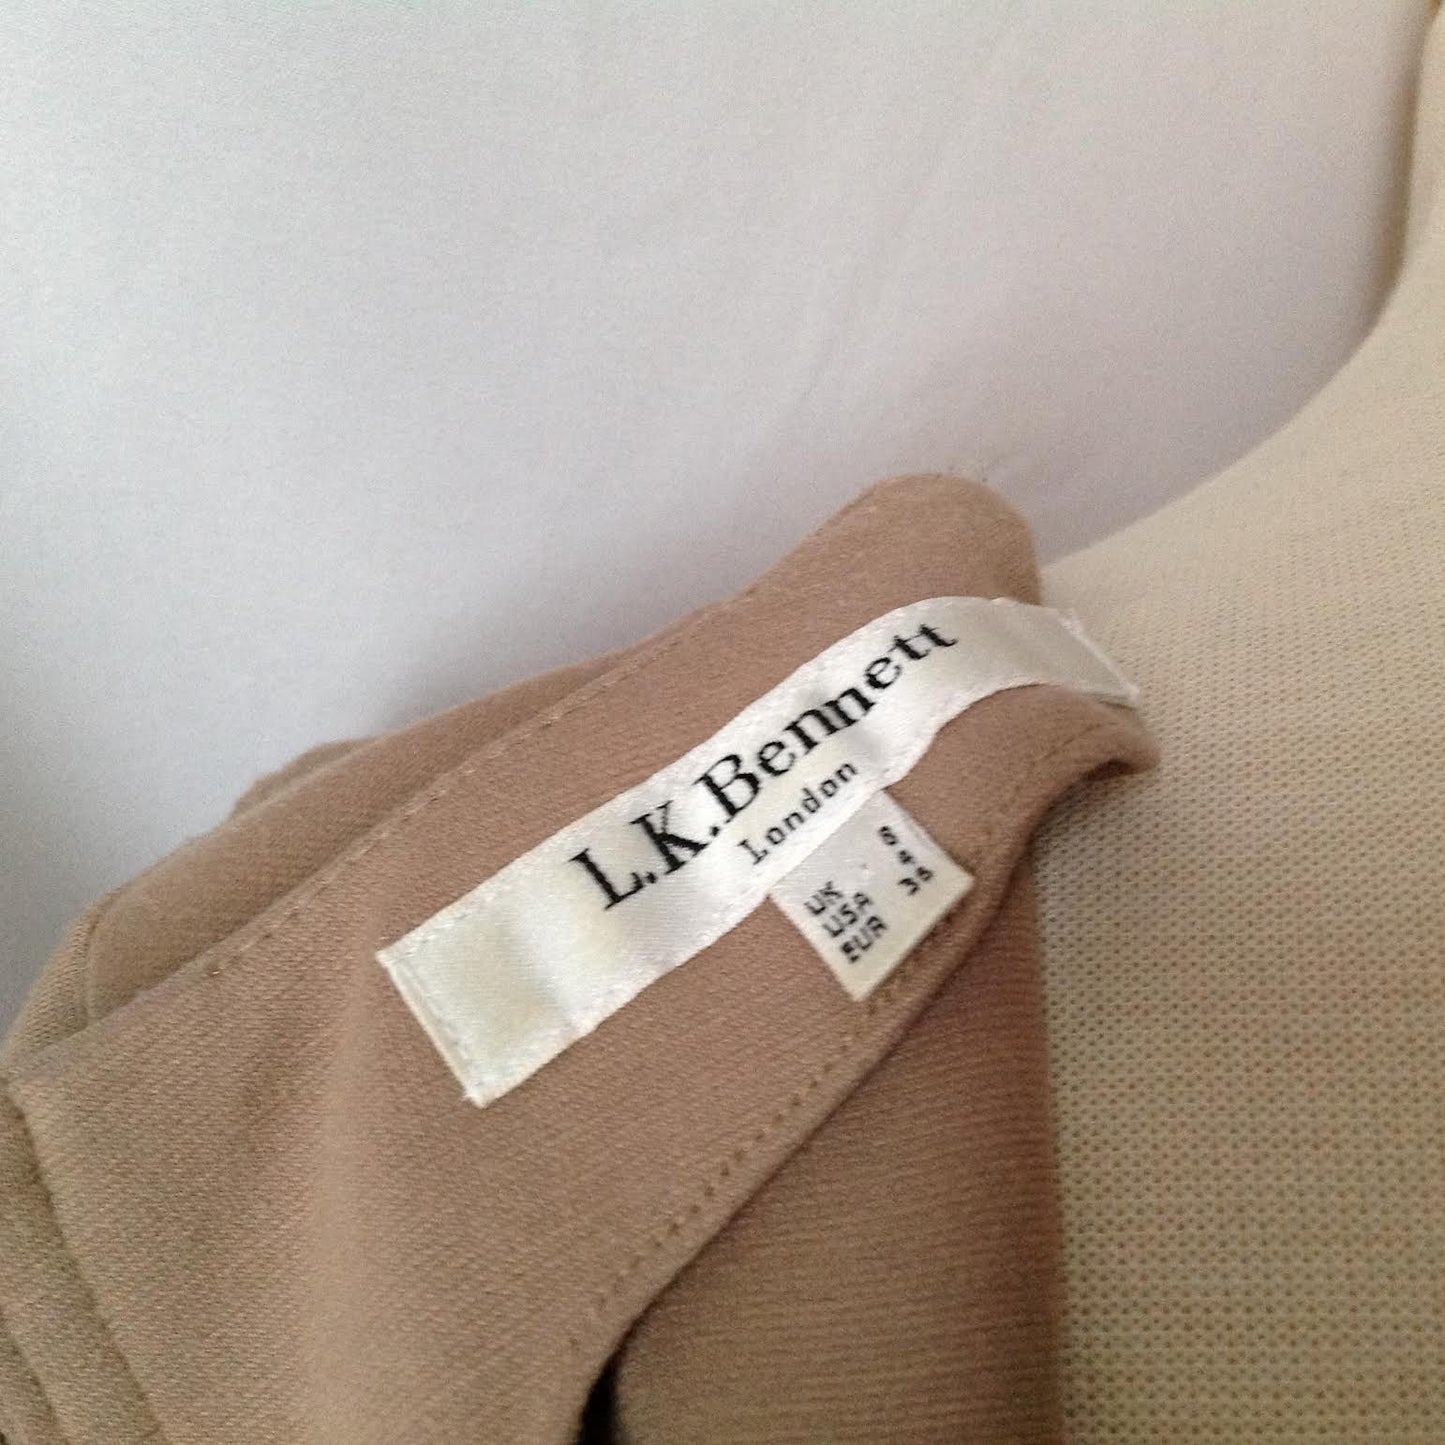 L.K.Bennett
London
UK 8
USA 4
EUR 36